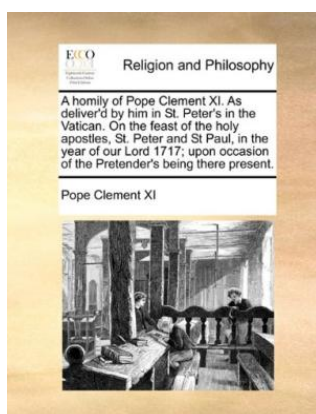 ECCO
Religion and Philosophy
A homily of Pope Clement XI. As
deliver'd by him in St. Peter's in the
Vatican. On the feast of the holy
apostles, St. Peter and St Paul, in the
year of our Lord 1717; upon occasion
of the Pretender's being there present.
Pope Clement XI